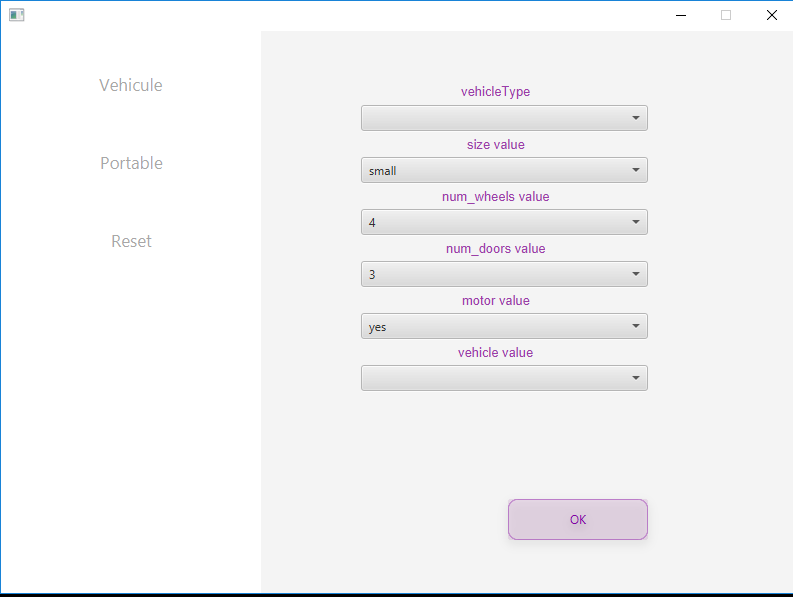 Vehicule
Portable
Reset
vehicleType
size value
small
num_wheels value
4
num_doors value
3
motor value
yes
vehicle value
OK